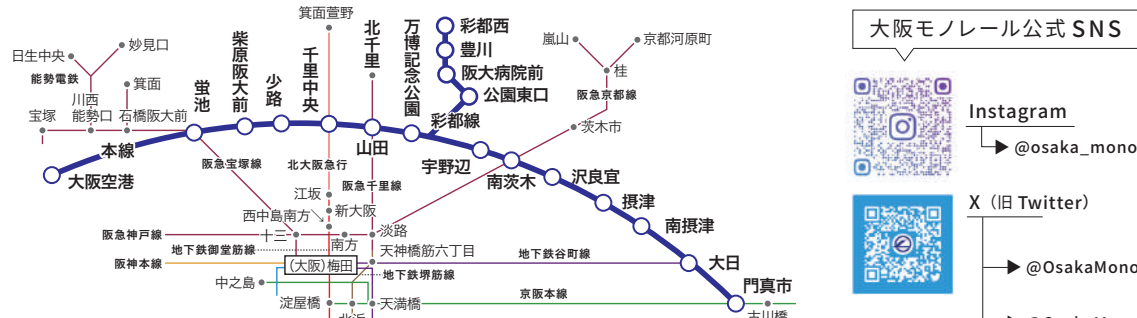 箕面萱野
北千里
万博記念公園
彩都西
豊川
阪大病院前
公園東口
彩都線
嵐山
京都河原町
桂
阪急京都線
茨木市
日生中央
妙見口
能勢電鉄
箕面
川西
能勢口
石橋阪大前
宝塚
蛍池
柴原阪大前
少路
千里中央
山田
本線
大阪空港
阪急宝塚線
北大阪急行
阪急千里線
宇野辺
南茨木
沢良宜
摂津
南摂津
大日
門真市
江坂
西中島南方
新大阪
阪急神戸線
十三
南方
淡路
地下鉄御堂筋線
天神橋筋六丁目
阪神本線
(大阪)梅田
地下鉄谷町線
地下鉄堺筋線
中之島
淀屋橋
北浜
天満橋
京阪本線
古川橋
大阪モノレール公式 SNS
Instagram
@osaka_mono
X（旧 Twitter）
@OsakaMono